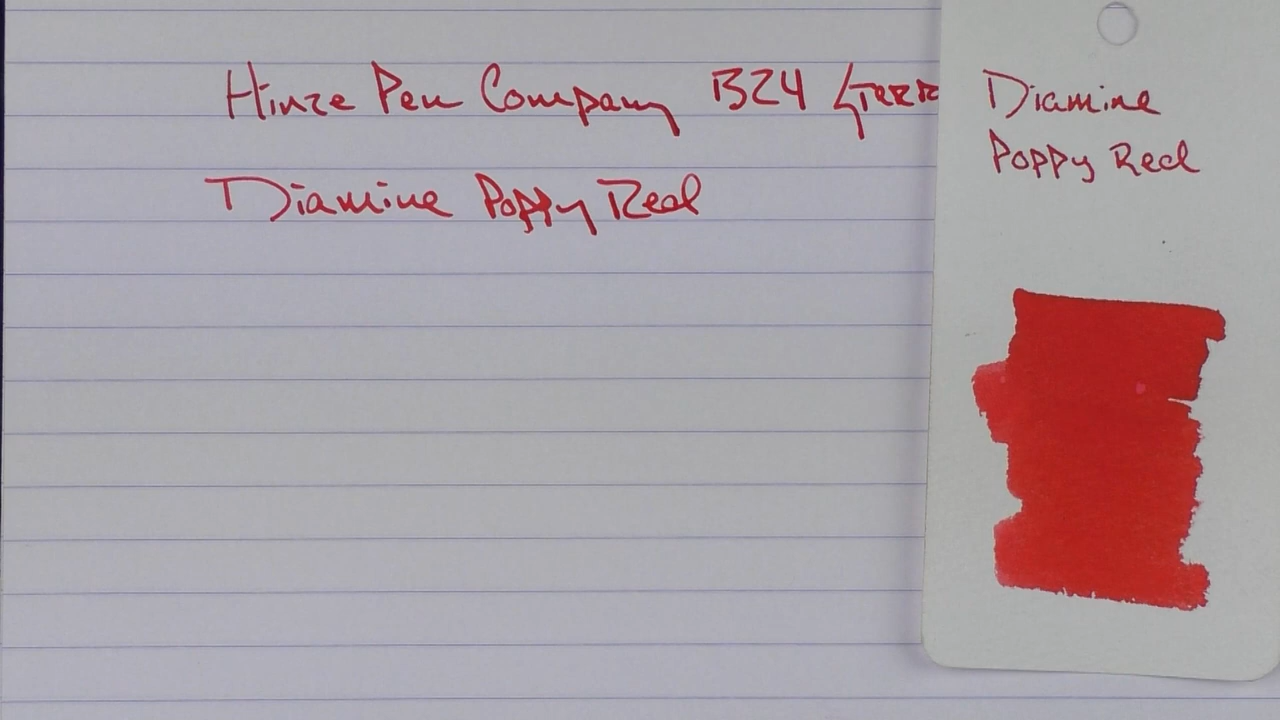 Hinze Pen Company B24
Diamine Poppy Red
Diamine
Poppy Red